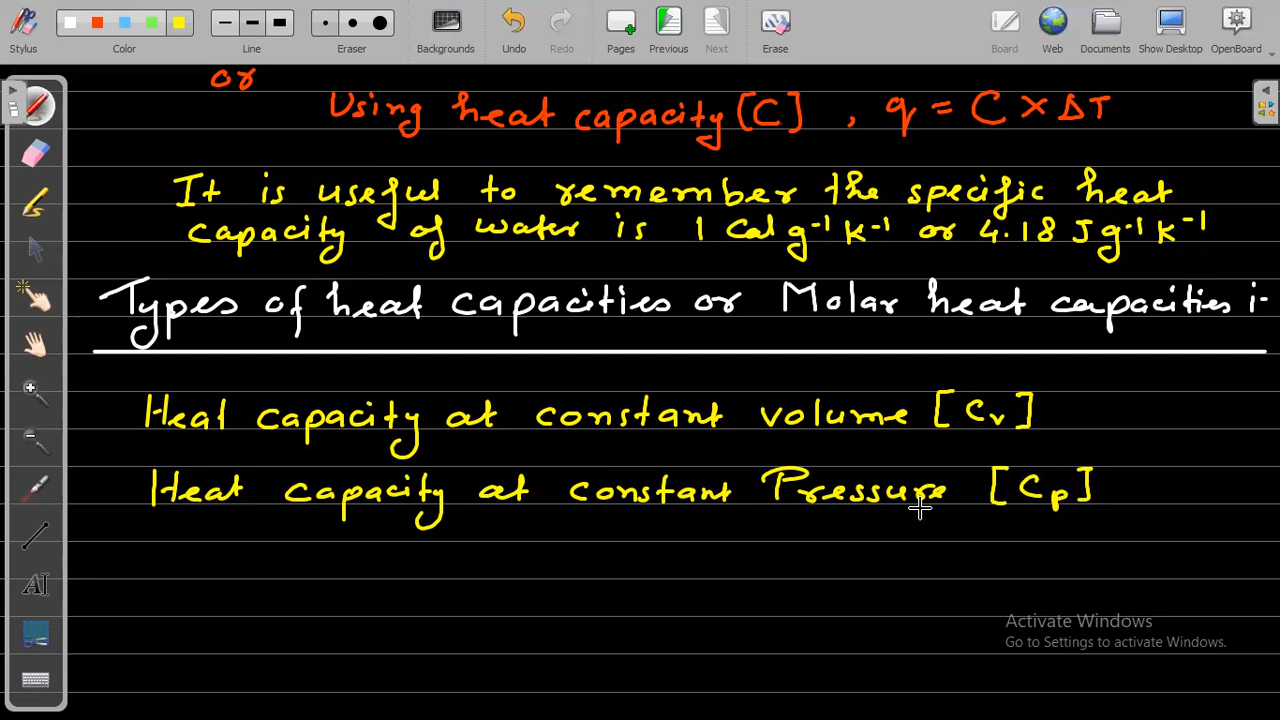 Stylus
Color
Line
Eraser
Backgrounds
Undo
Redo
Pages
Previous
Next
Erase
Board
Web
Documents
Show Desktop
OpenBoard
or
Using heat capacity [C] , q = C × ΔT
It is useful to remember the specific heat
capacity of water is 1 Cal g⁻¹ K⁻¹ or 4.18 J g⁻¹ K⁻¹
Types of heat capacities or Molar heat capacities :-
Heat capacity at constant volume [Cv]
Heat capacity at constant Pressure [Cp]
AI
Activate Windows
Go to Settings to activate Windows.